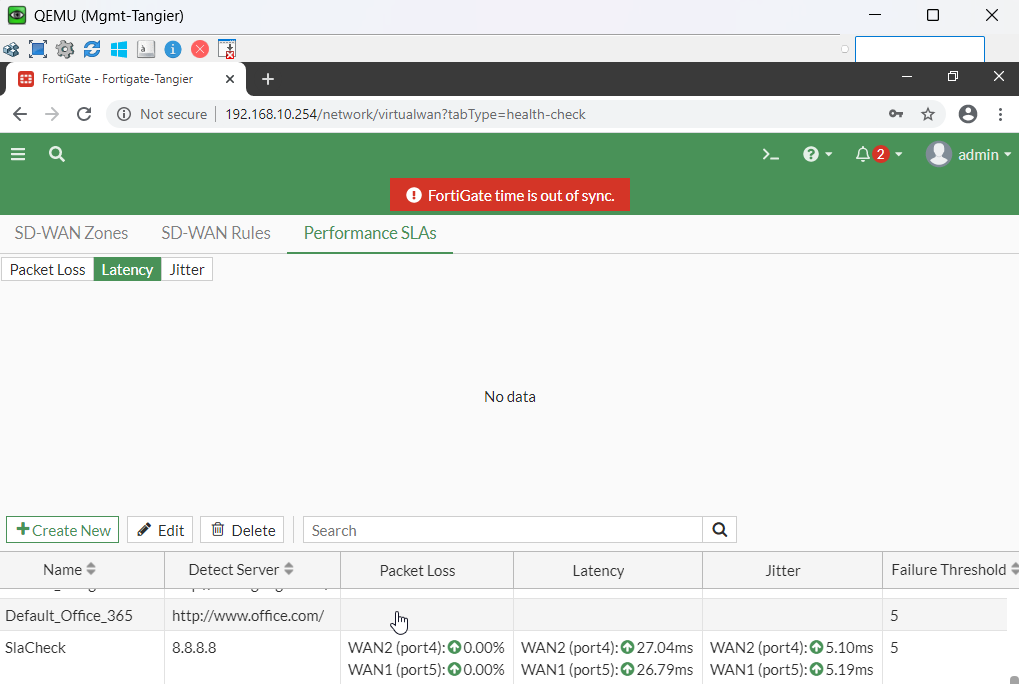 QEMU (Mgmt-Tangier)
FortiGate - Fortigate-Tangier
Not secure 192.168.10.254/network/virtualwan?tabType=health-check
>_ ? 2 admin
FortiGate time is out of sync.
SD-WAN Zones SD-WAN Rules Performance SLAs
Packet Loss Latency Jitter
No data
+Create New Edit Delete Search
Name Detect Server Packet Loss Latency Jitter Failure Threshold
Default_Office_365 http://www.office.com/ 5
SlaCheck 8.8.8.8 WAN2 (port4): 0.00% WAN2 (port4): 27.04ms WAN2 (port4): 5.10ms 5
WAN1 (port5): 0.00% WAN1 (port5): 26.79ms WAN1 (port5): 5.19ms